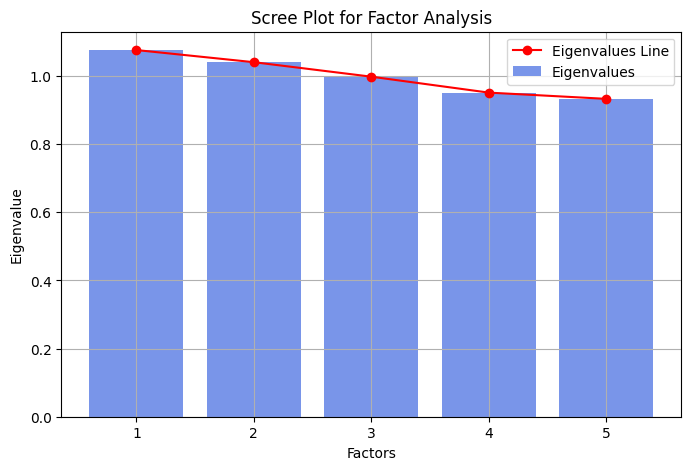 Scree Plot for Factor Analysis
Eigenvalues Line
Eigenvalues
Eigenvalue
1.0
0.8
0.6
0.4
0.2
0.0
1 2 3 4 5
Factors